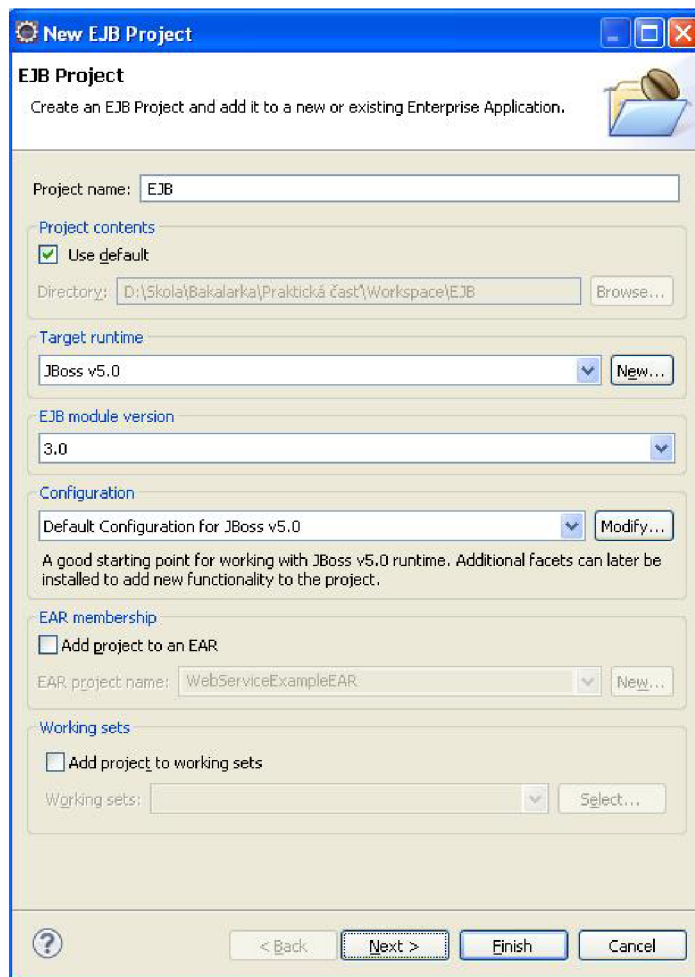 New EJB Project
EJB Project
Create an EJB Project and add it to a new or existing Enterprise Application.
Project name: EJB
Project contents
Use default
Directory: D:\Skola\Bakalarka\Praktická časť\Workspace\EJB Browse...
Target runtime
JBoss v5.0 New...
EJB module version
3.0
Configuration
Default Configuration for JBoss v5.0 Modify...
A good starting point for working with JBoss v5.0 runtime. Additional facets can later be
installed to add new functionality to the project.
EAR membership
Add project to an EAR
EAR project name: WebServiceExampleEAR New...
Working sets
Add project to working sets
Working sets: Select...
? < Back Next > Finish Cancel